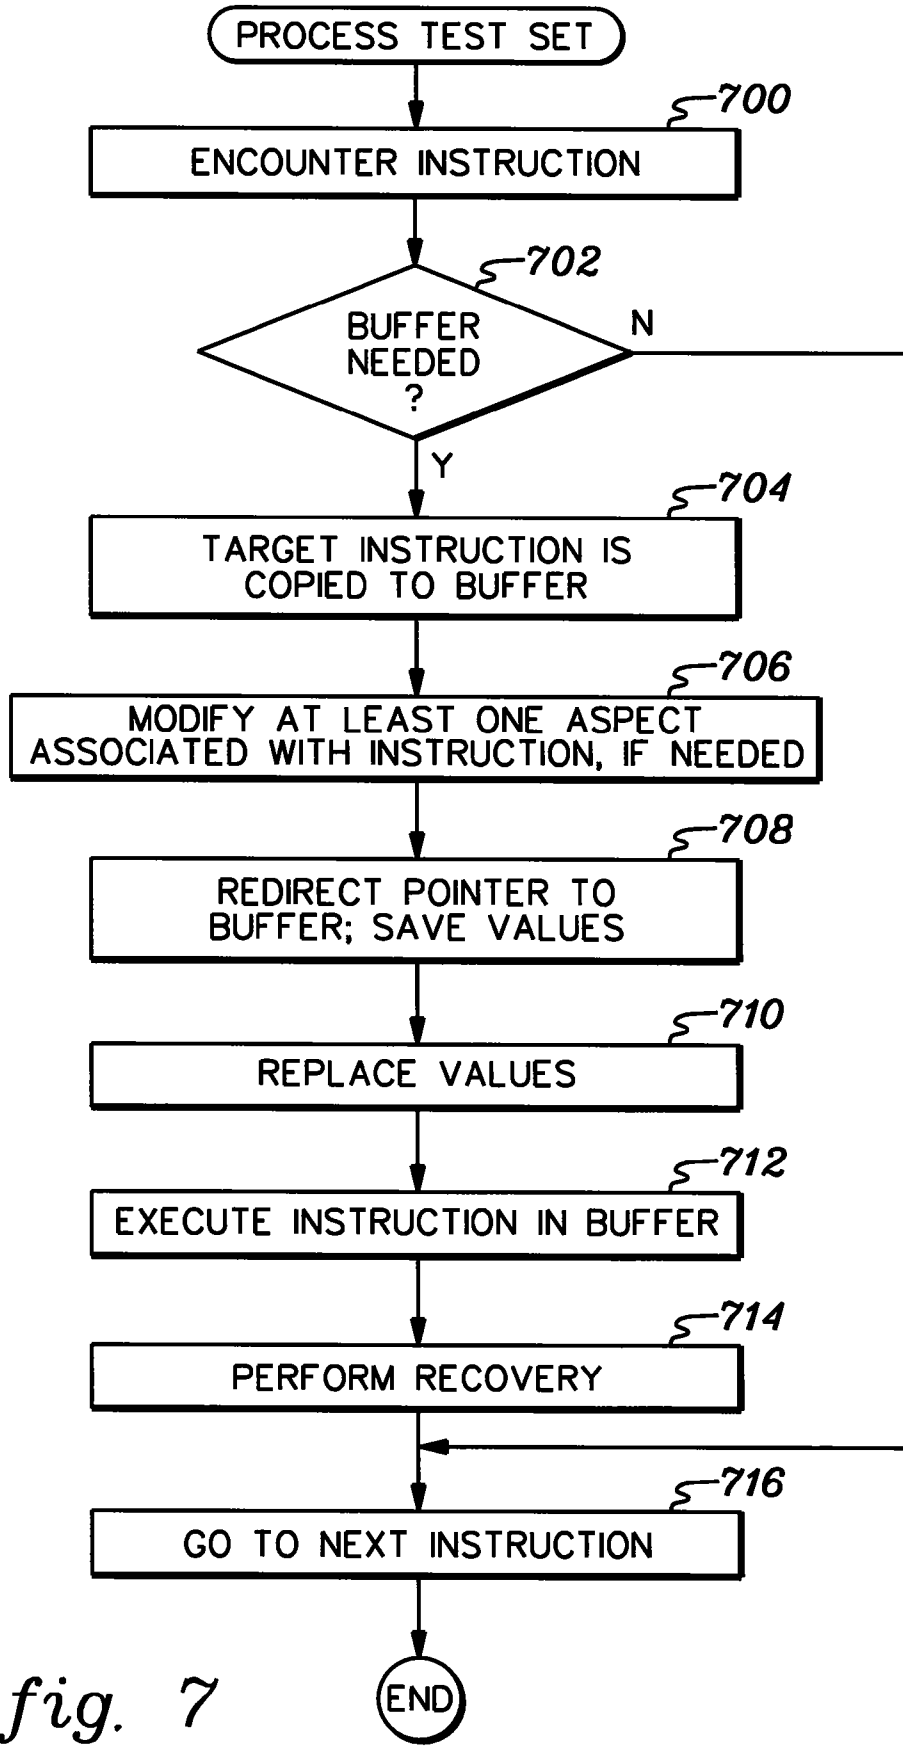 PROCESS TEST SET
700
ENCOUNTER INSTRUCTION
702
BUFFER
NEEDED
?
N
Y
704
TARGET INSTRUCTION IS
COPIED TO BUFFER
706
MODIFY AT LEAST ONE ASPECT
ASSOCIATED WITH INSTRUCTION, IF NEEDED
708
REDIRECT POINTER TO
BUFFER; SAVE VALUES
710
REPLACE VALUES
712
EXECUTE INSTRUCTION IN BUFFER
714
PERFORM RECOVERY
716
GO TO NEXT INSTRUCTION
END
fig. 7